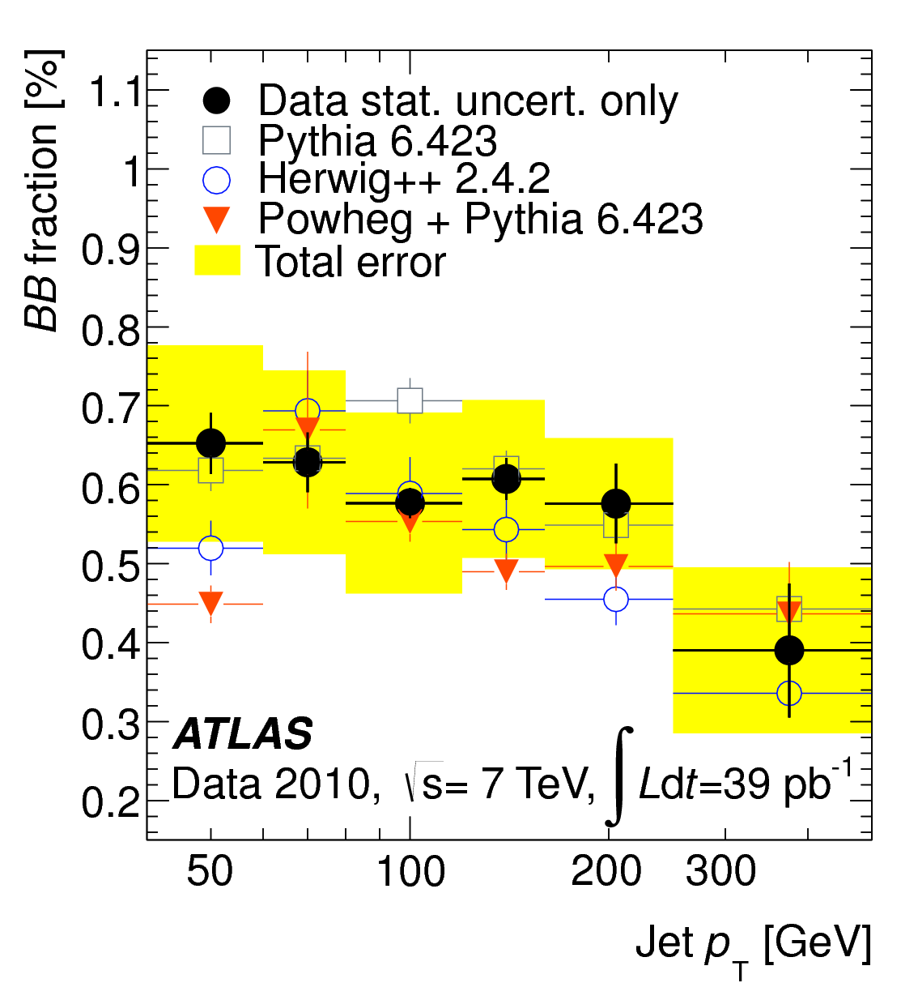 BB fraction [%]
1.1
1
0.9
0.8
0.7
0.6
0.5
0.4
0.3
0.2
Data stat. uncert. only
Pythia 6.423
Herwig++ 2.4.2
Powheg + Pythia 6.423
Total error
ATLAS
Data 2010, √s= 7 TeV, ∫ Ldt=39 pb⁻¹
50 100 200 300
Jet p_T [GeV]